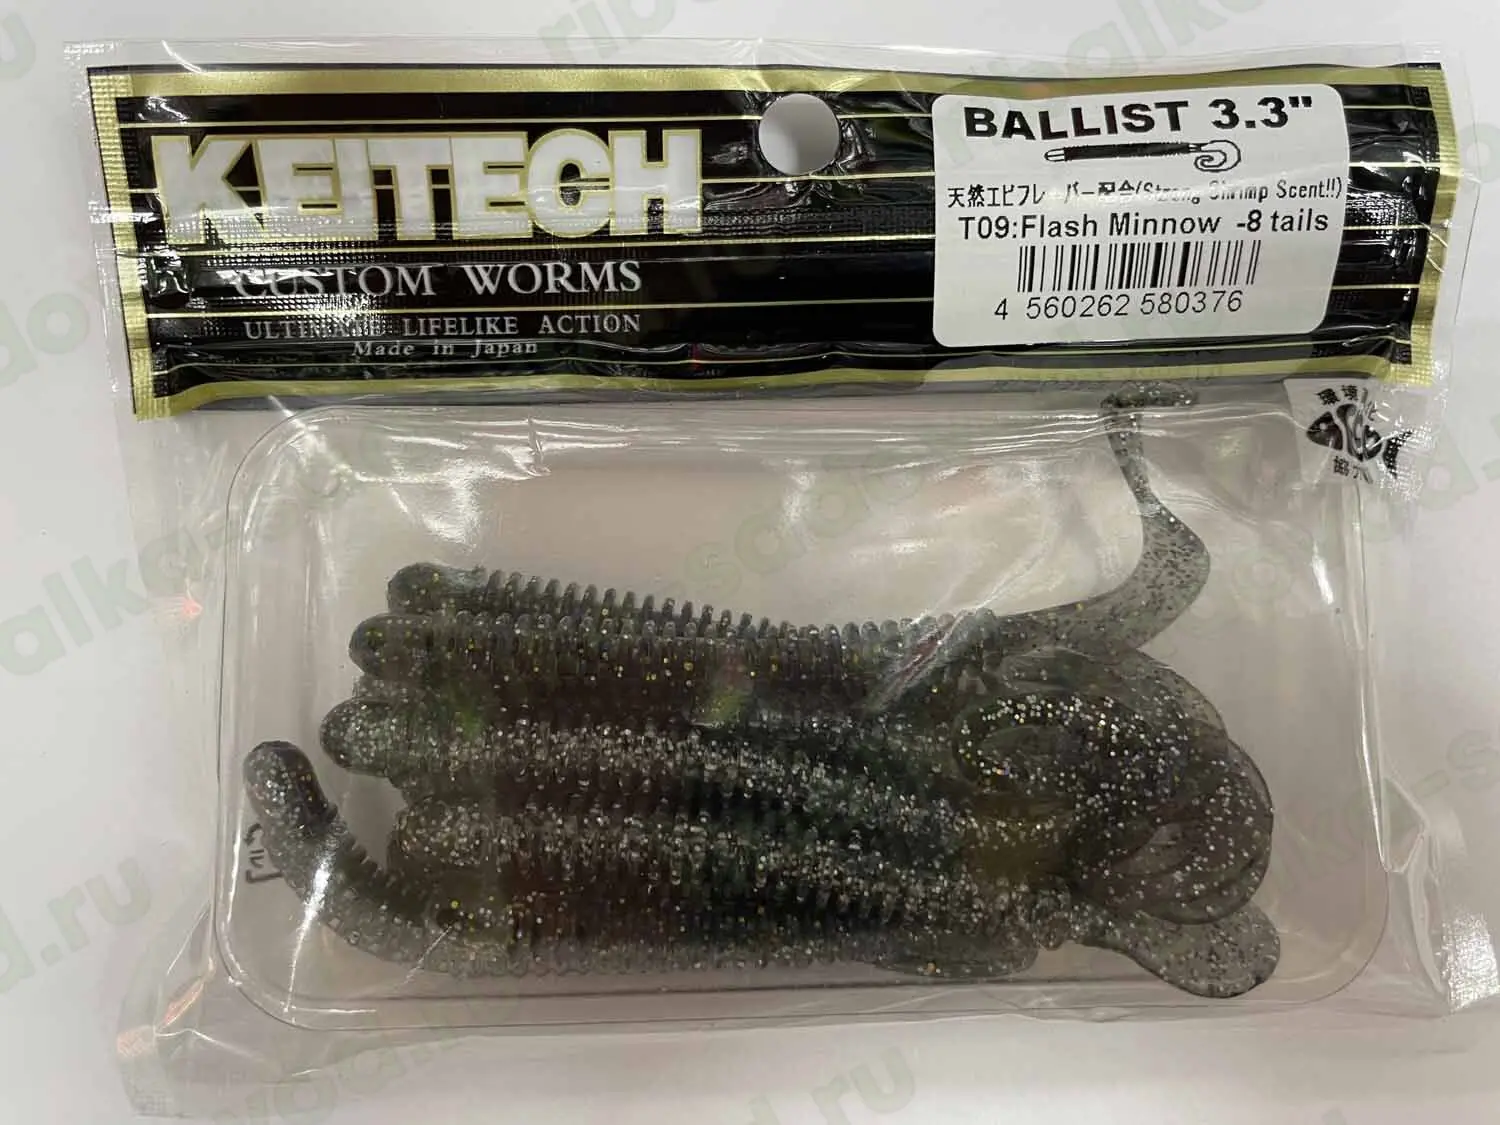 KEITECH
CUSTOM WORMS
ULTIMATE LIFELIKE ACTION
Made in Japan
BALLIST 3.3"
天然エビフレーバー配合(Strong Shrimp Scent!!)
T09:Flash Minnow -8 tails
4 560262 580376